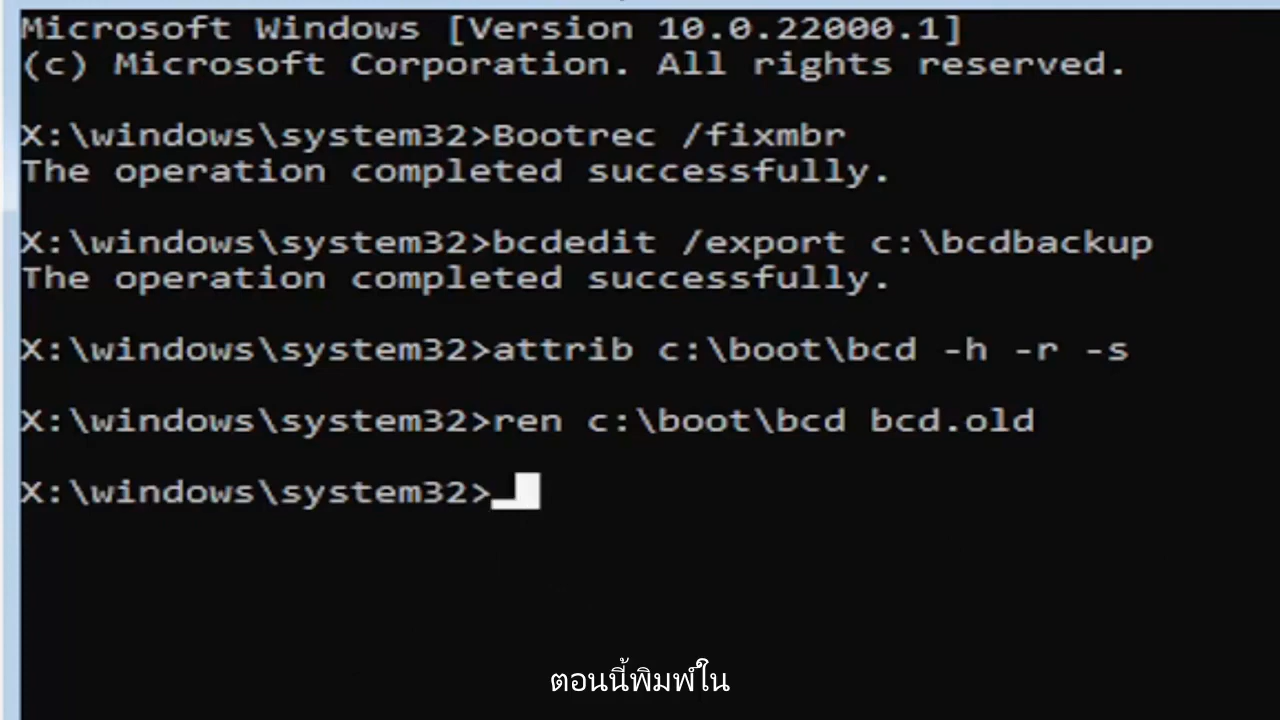 Microsoft Windows [Version 10.0.22000.1]
(c) Microsoft Corporation. All rights reserved.
X:\windows\system32>Bootrec /fixmbr
The operation completed successfully.
X:\windows\system32>bcdedit /export c:\bcdbackup
The operation completed successfully.
X:\windows\system32>attrib c:\boot\bcd -h -r -s
X:\windows\system32>ren c:\boot\bcd bcd.old
X:\windows\system32>
ตอนนี้พิมพ์ใน